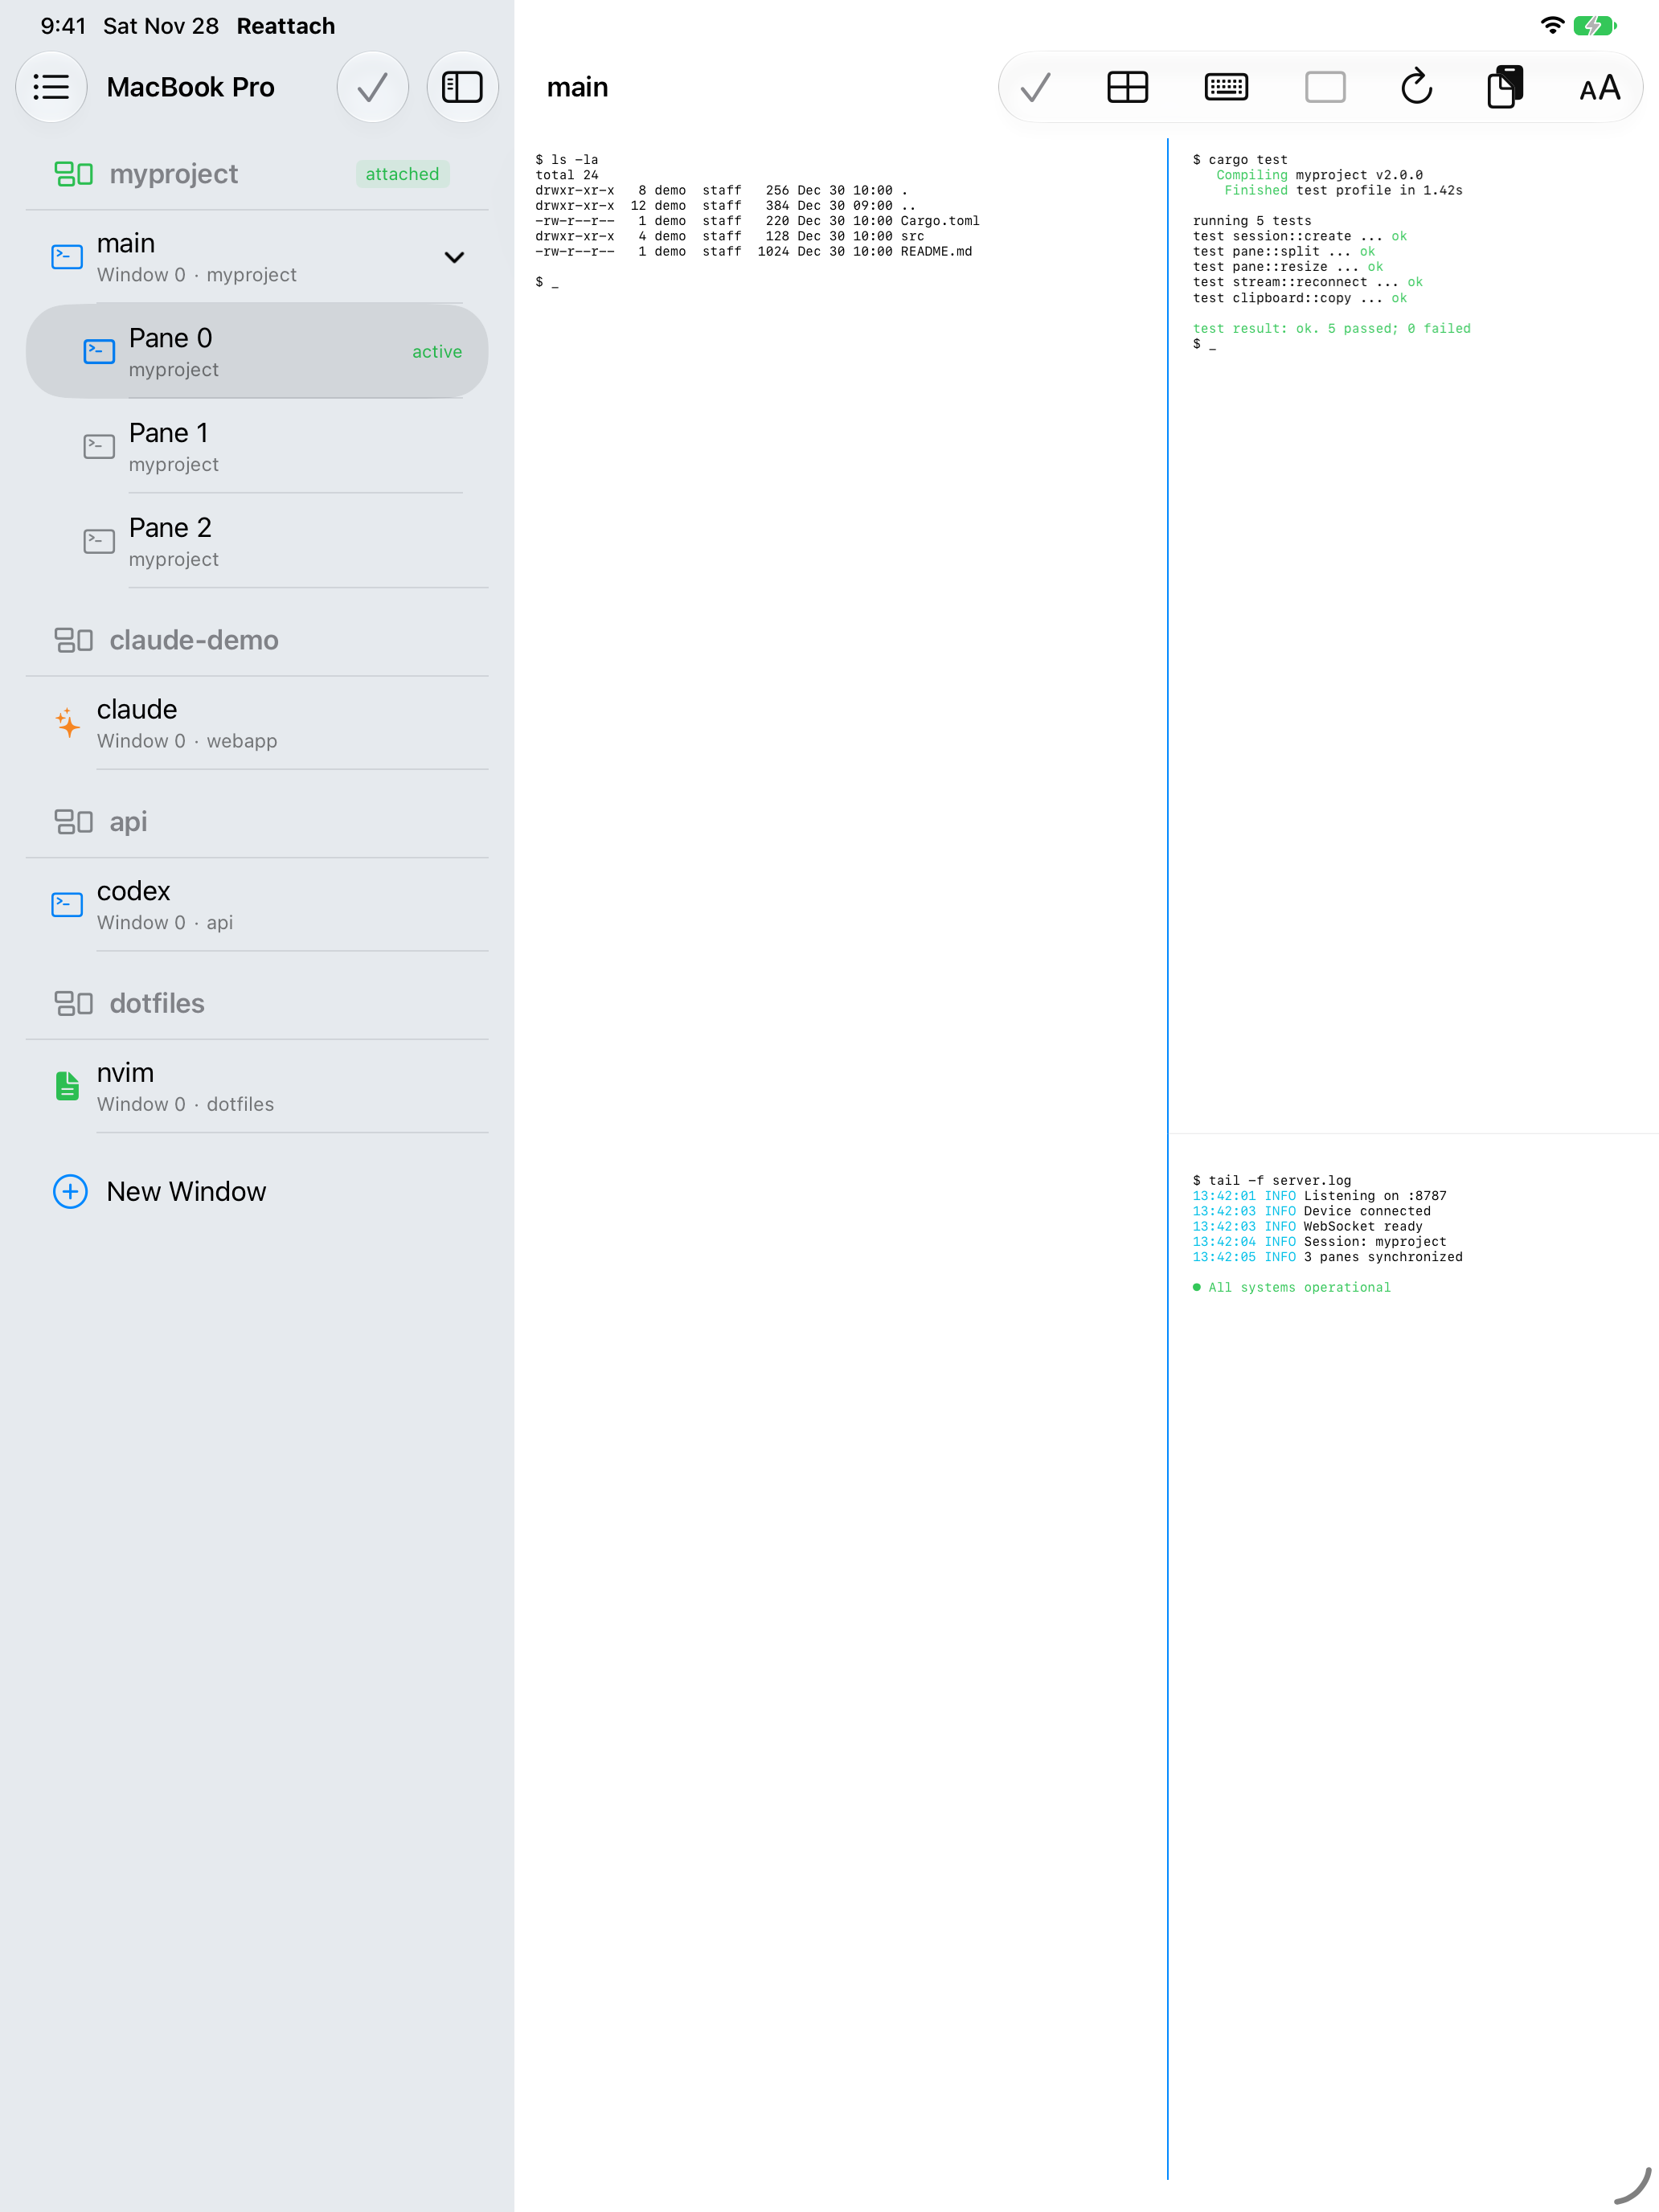 9:41 Sat Nov 28 Reattach
MacBook Pro
myproject attached
main
Window 0 · myproject
Pane 0
myproject
active
Pane 1
myproject
Pane 2
myproject
claude-demo
claude
Window 0 · webapp
api
codex
Window 0 · api
dotfiles
nvim
Window 0 · dotfiles
New Window
main
AA
$ ls -la
total 24
drwxr-xr-x   8 demo  staff   256 Dec 30 10:00 .
drwxr-xr-x  12 demo  staff   384 Dec 30 09:00 ..
-rw-r--r--   1 demo  staff   220 Dec 30 10:00 Cargo.toml
drwxr-xr-x   4 demo  staff   128 Dec 30 10:00 src
-rw-r--r--   1 demo  staff  1024 Dec 30 10:00 README.md
$ _
$ cargo test
Compiling myproject v2.0.0
Finished test profile in 1.42s
running 5 tests
test session::create ... ok
test pane::split ... ok
test pane::resize ... ok
test stream::reconnect ... ok
test clipboard::copy ... ok
test result: ok. 5 passed; 0 failed
$ _
$ tail -f server.log
13:42:01 INFO Listening on :8787
13:42:03 INFO Device connected
13:42:03 INFO WebSocket ready
13:42:04 INFO Session: myproject
13:42:05 INFO 3 panes synchronized
● All systems operational